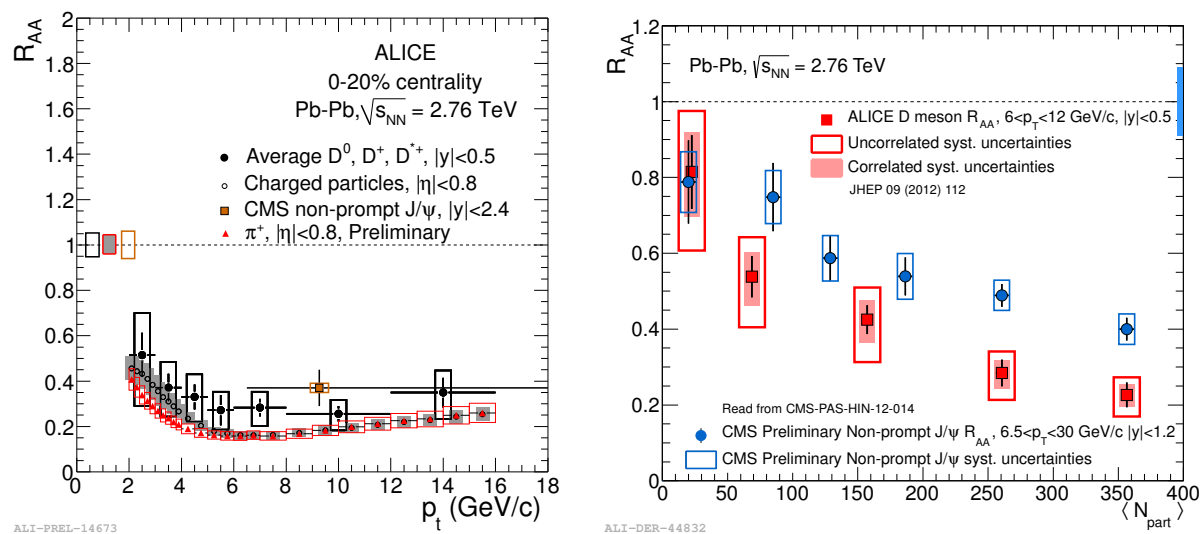 R_AA
2
1.8
1.6
1.4
1.2
1
0.8
0.6
0.4
0.2
0
ALICE
0-20% centrality
Pb-Pb, √s_NN = 2.76 TeV
Average D^0, D^+, D^*+, |y|<0.5
Charged particles, |η|<0.8
CMS non-prompt J/ψ, |y|<2.4
π^+, |η|<0.8, Preliminary
0 2 4 6 8 10 12 14 16 18
p_t (GeV/c)
ALI-PREL-14673
R_AA
1.2
1
0.8
0.6
0.4
0.2
0
Pb-Pb, √s_NN = 2.76 TeV
ALICE D meson R_AA, 6<p_T<12 GeV/c, |y|<0.5
Uncorrelated syst. uncertainties
Correlated syst. uncertainties
JHEP 09 (2012) 112
Read from CMS-PAS-HIN-12-014
CMS Preliminary Non-prompt J/ψ R_AA, 6.5<p_T<30 GeV/c |y|<1.2
CMS Preliminary Non-prompt J/ψ syst. uncertainties
0 50 100 150 200 250 300 350 400
⟨N_part⟩
ALI-DER-44832